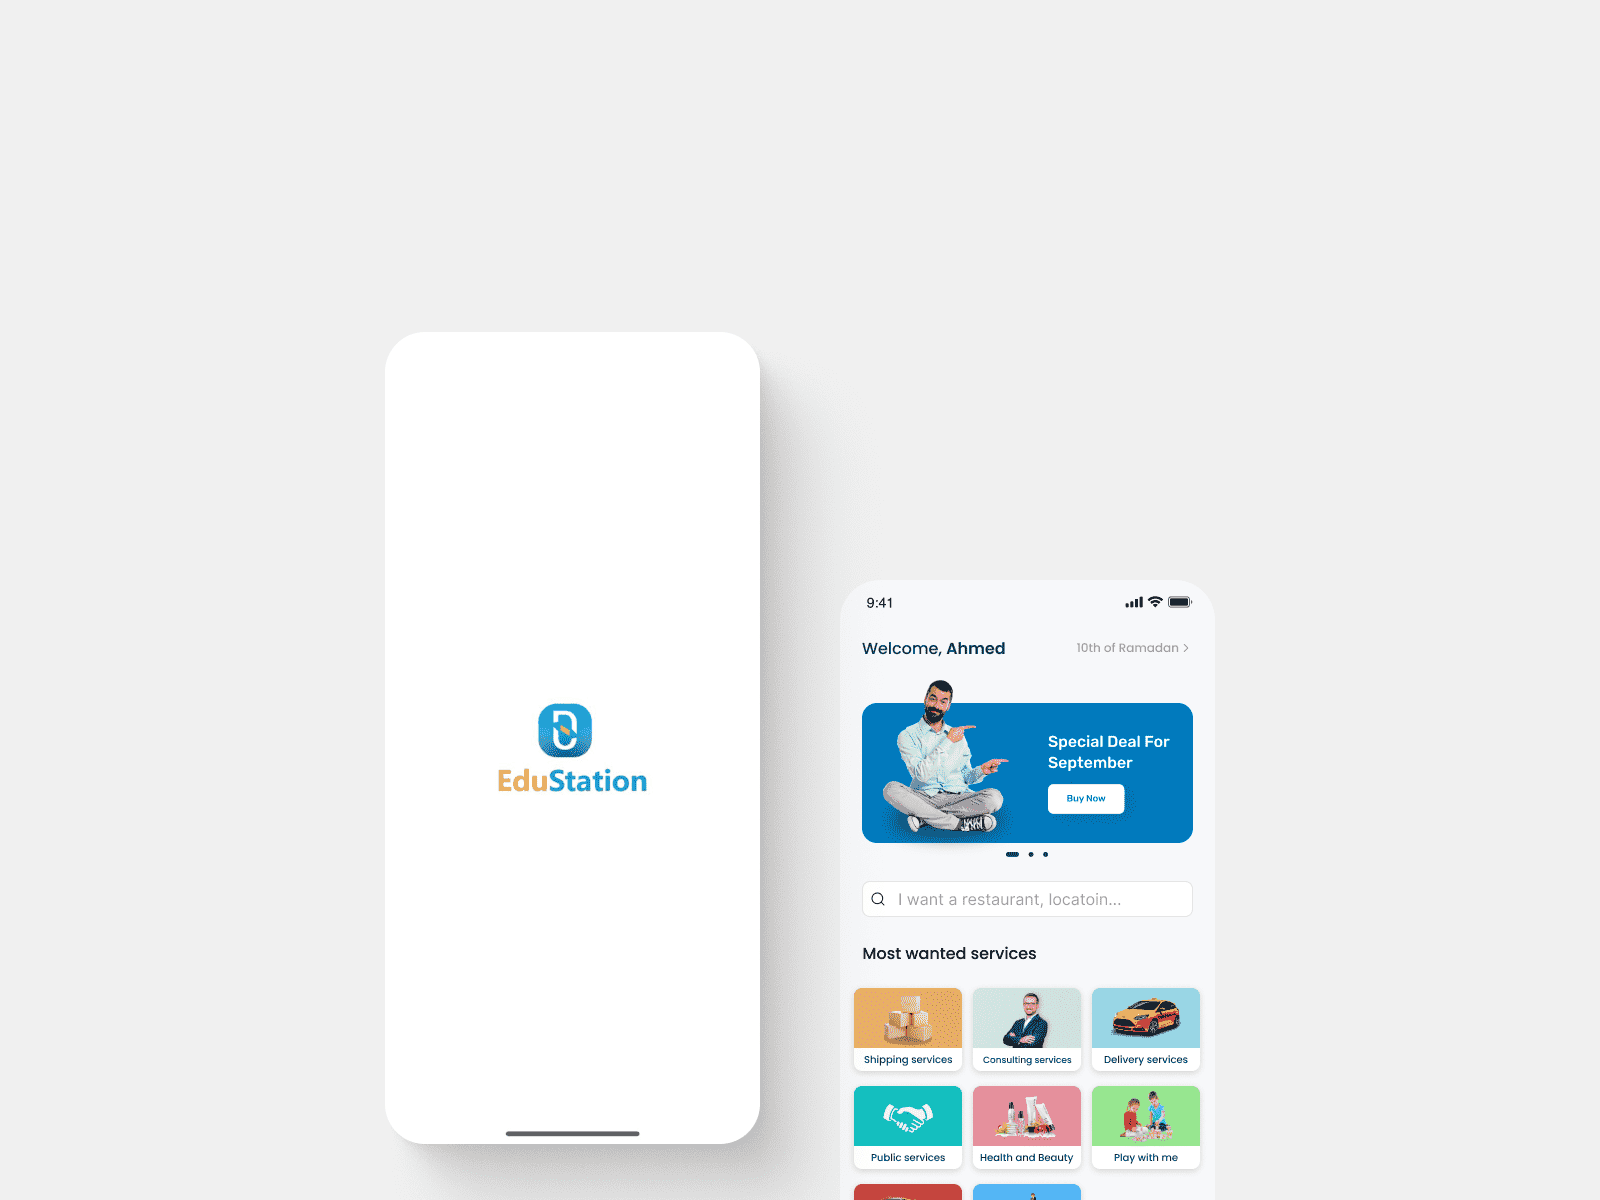 EduStation
9:41
Welcome, Ahmed
10th of Ramadan
Special Deal For
September
Buy Now
I want a restaurant, locatoin...
Most wanted services
Shipping services
Consulting services
Delivery services
Public services
Health and Beauty
Play with me